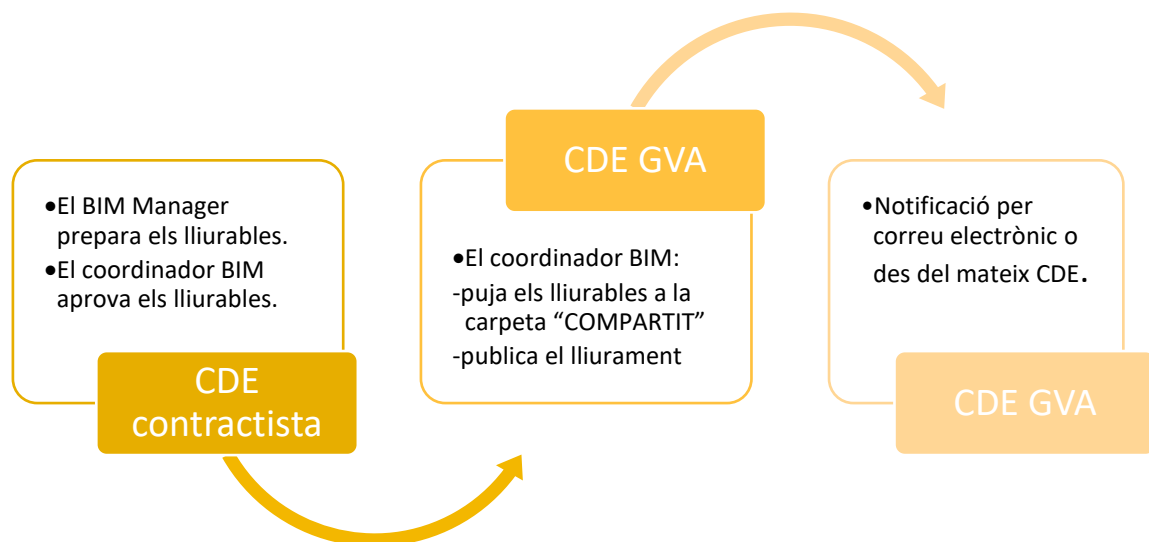 •El BIM Manager
prepara els lliurables.
•El coordinador BIM
aprova els lliurables.
CDE
contractista
CDE GVA
•El coordinador BIM:
-puja els lliurables a la
carpeta “COMPARTIT”
-publica el lliurament
•Notificació per
correu electrònic o
des del mateix CDE.
CDE GVA